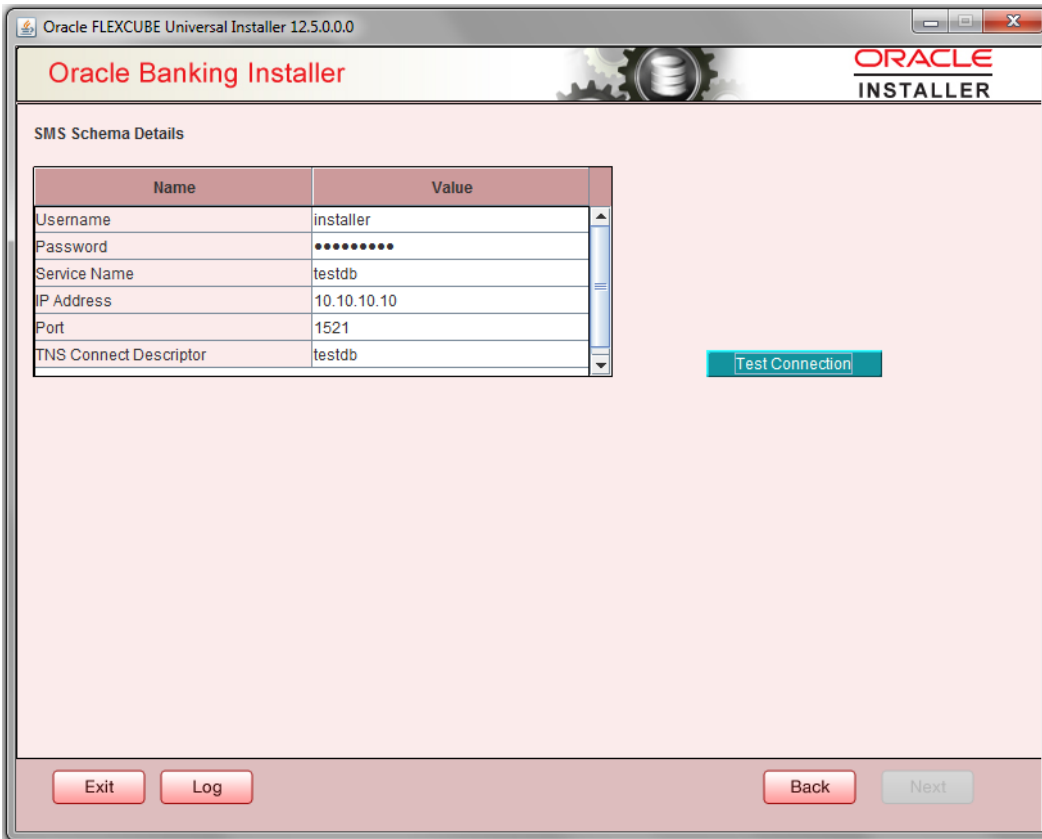 Oracle FLEXCUBE Universal Installer 12.5.0.0.0
Oracle Banking Installer
ORACLE
INSTALLER
SMS Schema Details
Name Value
Username installer
Password •••••••••
Service Name testdb
IP Address 10.10.10.10
Port 1521
TNS Connect Descriptor testdb
Test Connection
Exit Log Back Next